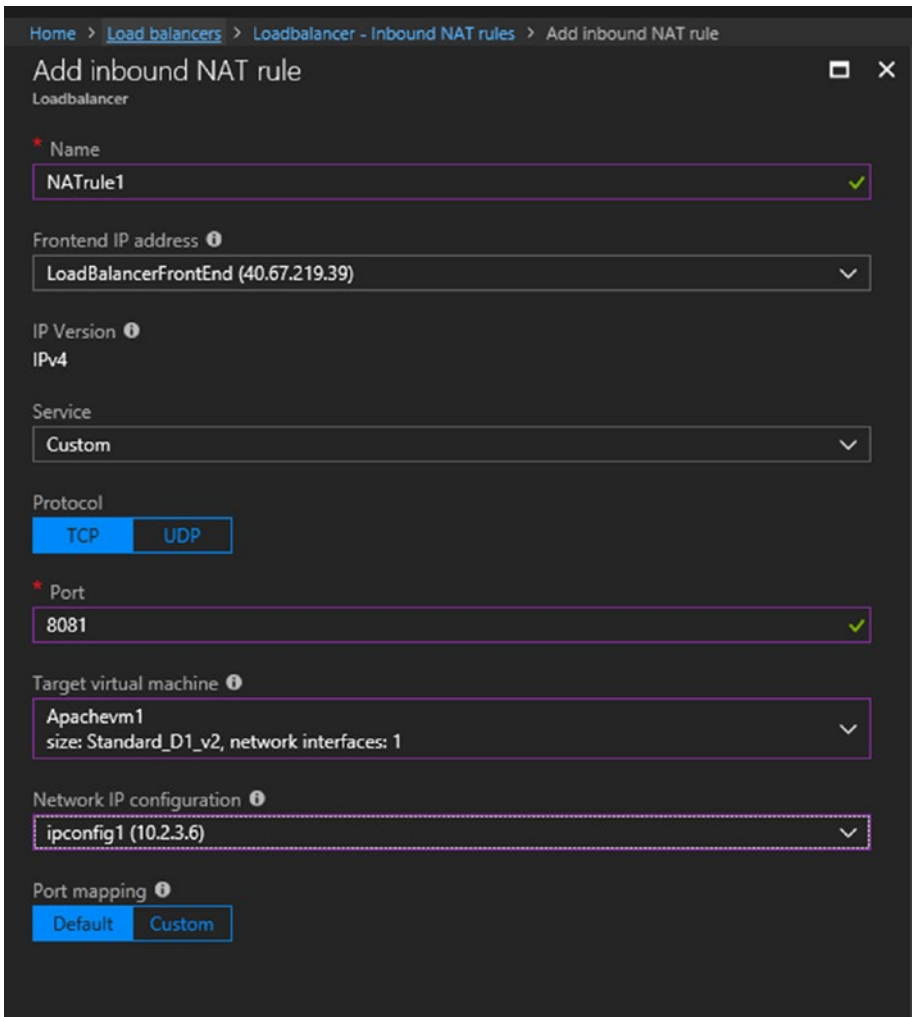 Home > Load balancers > Loadbalancer - Inbound NAT rules > Add inbound NAT rule
Add inbound NAT rule
Loadbalancer
* Name
NATrule1
Frontend IP address
LoadBalancerFrontEnd (40.67.219.39)
IP Version
IPv4
Service
Custom
Protocol
TCP UDP
* Port
8081
Target virtual machine
Apachevm1
size: Standard_D1_v2, network interfaces: 1
Network IP configuration
ipconfig1 (10.2.3.6)
Port mapping
Default Custom